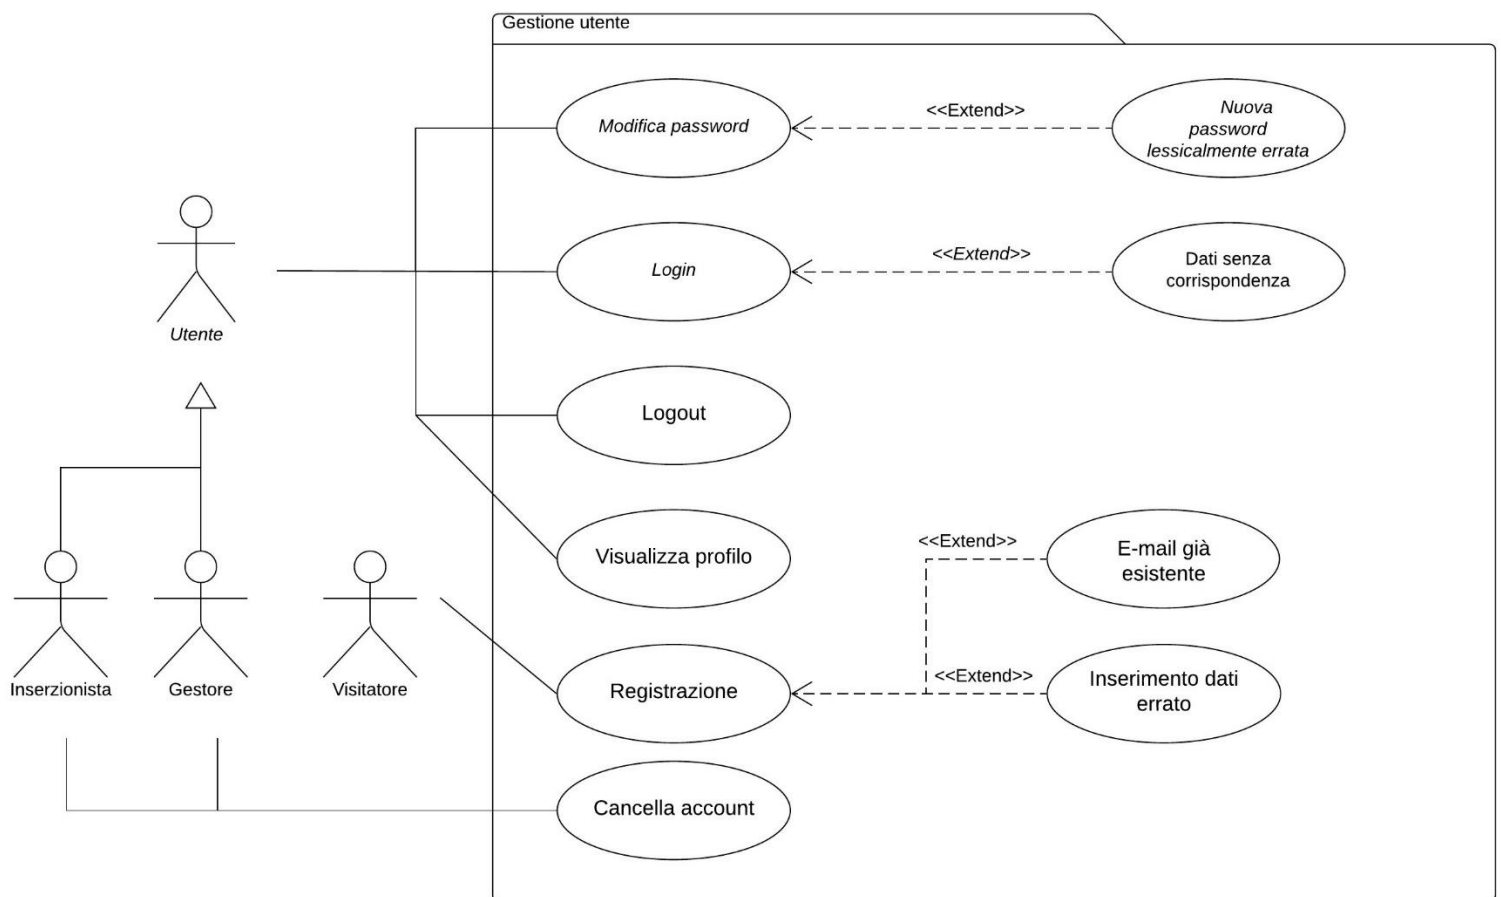 Gestione utente
Modifica password
<<Extend>>
Nuova
password
lessicalmente errata
Utente
Login
<<Extend>>
Dati senza
corrispondenza
Logout
Visualizza profilo
<<Extend>>
E-mail già
esistente
Inserzionista
Gestore
Visitatore
Registrazione
<<Extend>>
Inserimento dati
errato
Cancella account